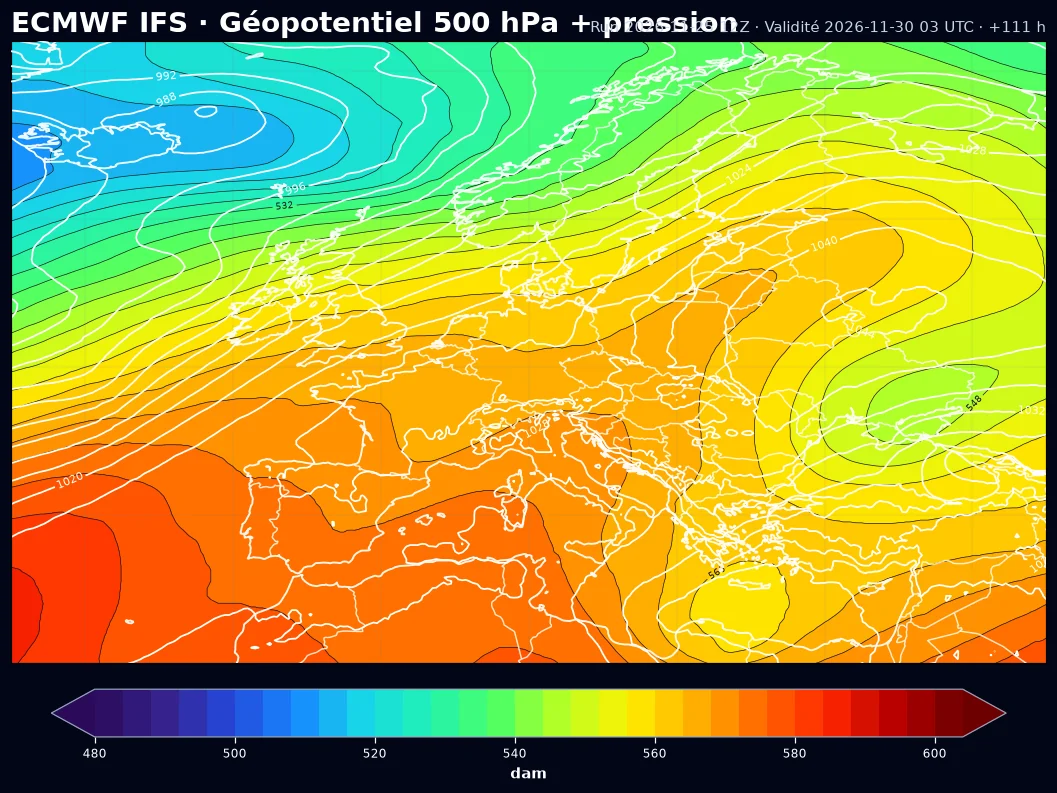 ECMWF IFS · Géopotentiel 500 hPa + pression
Validité 2026-11-30 03 UTC · +111 h
992
988
996
532
1028
1024
1040
1020
548
1032
480 500 520 540 560 580 600
dam